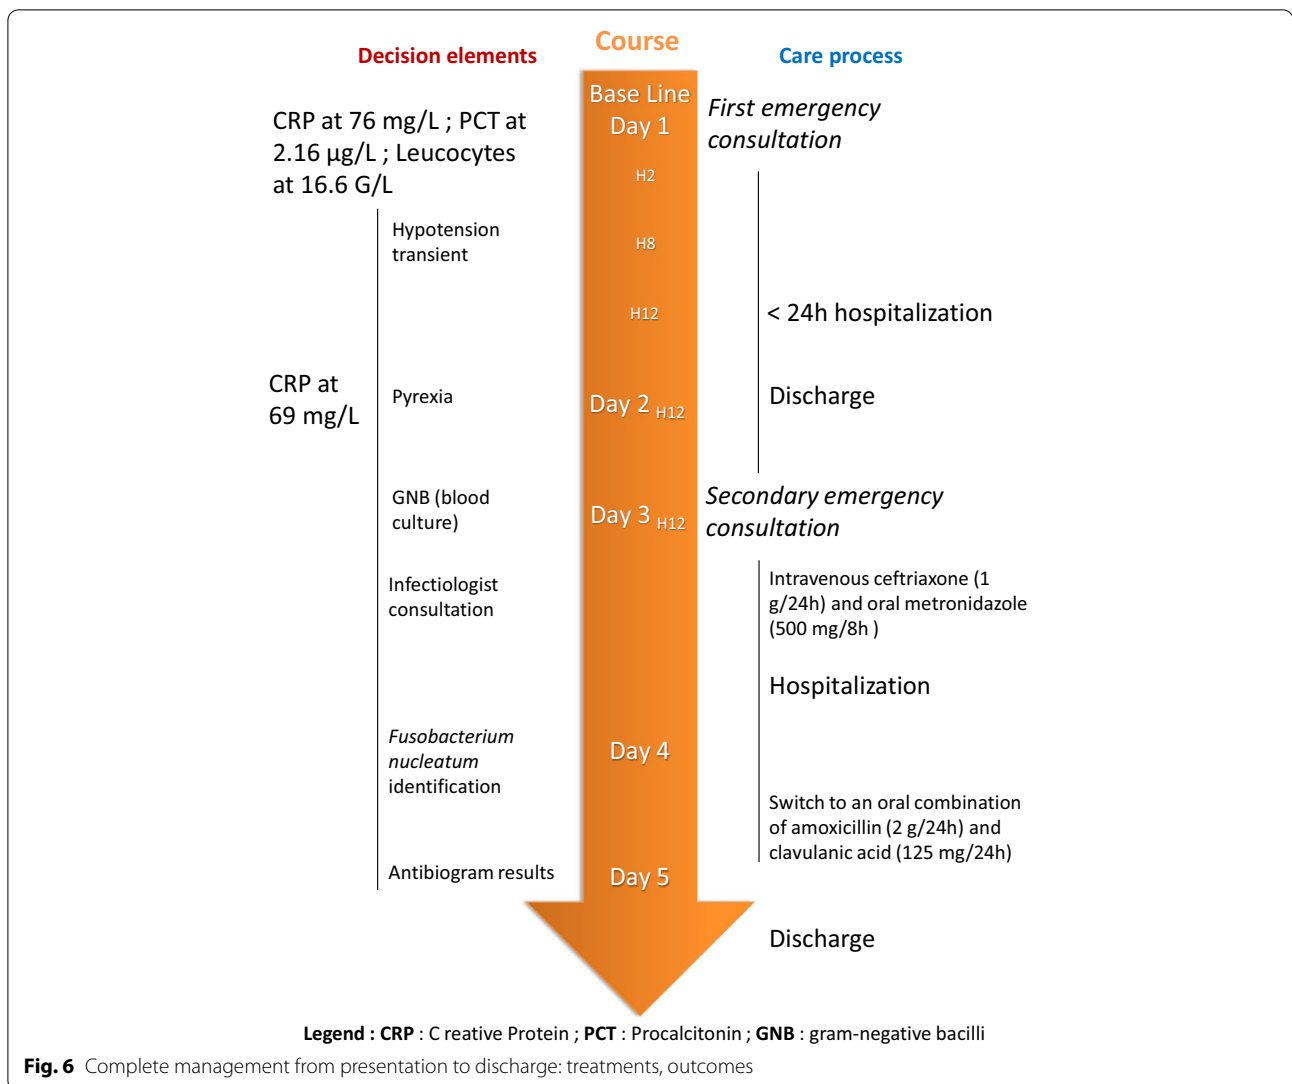 Course
Decision elements
Care process
Base Line
Day 1
First emergency
consultation
CRP at 76 mg/L ; PCT at
2.16 µg/L ; Leucocytes
at 16.6 G/L
H2
Hypotension
transient
H8
H12
< 24h hospitalization
CRP at
69 mg/L
Pyrexia
Day 2 H12
Discharge
GNB (blood
culture)
Day 3 H12
Secondary emergency
consultation
Infectiologist
consultation
Intravenous ceftriaxone (1
g/24h) and oral metronidazole
(500 mg/8h )
Hospitalization
Fusobacterium
nucleatum
identification
Day 4
Switch to an oral combination
of amoxicillin (2 g/24h) and
clavulanic acid (125 mg/24h)
Antibiogram results
Day 5
Discharge
Legend : CRP : C reative Protein ; PCT : Procalcitonin ; GNB : gram-negative bacilli
Fig. 6 Complete management from presentation to discharge: treatments, outcomes